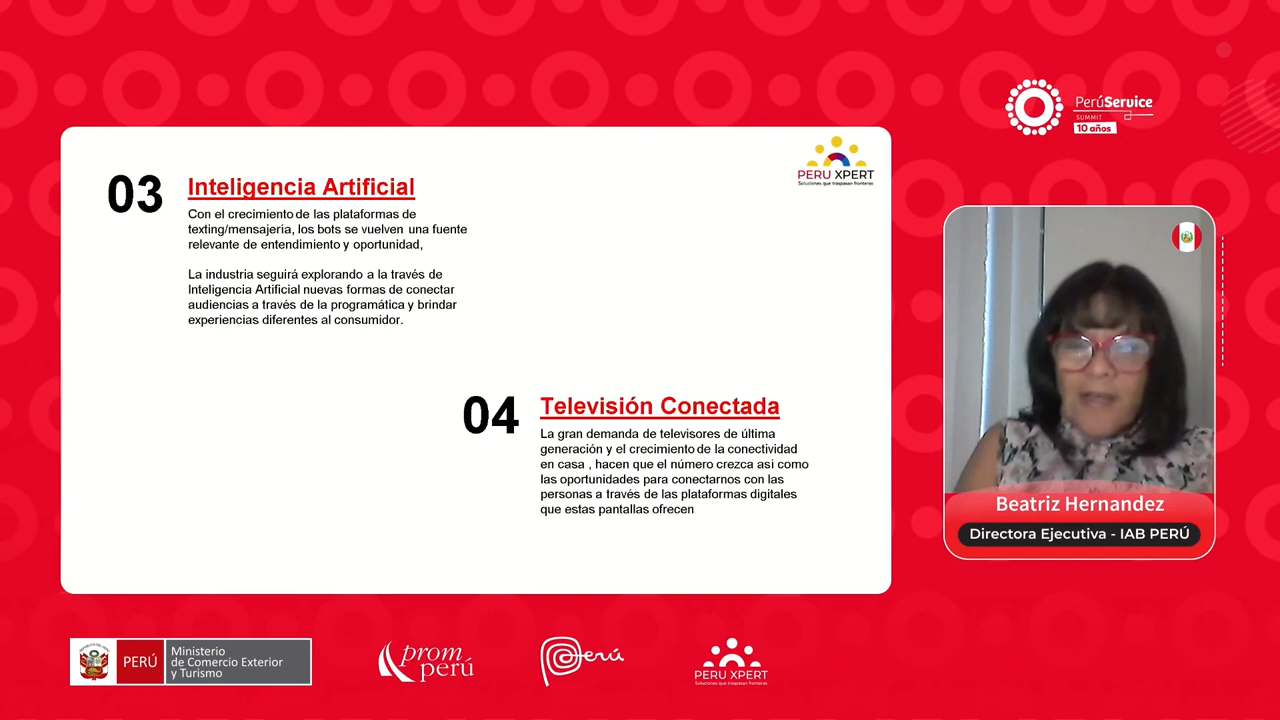 PerúService
SUMMIT
10 años
PERU XPERT
Soluciones que traspasan fronteras
03
Inteligencia Artificial
Con el crecimiento de las plataformas de
texting/mensajería, los bots se vuelven una fuente
relevante de entendimiento y oportunidad,
La industria seguirá explorando a la través de
Inteligencia Artificial nuevas formas de conectar
audiencias a través de la programática y brindar
experiencias diferentes al consumidor.
04
Televisión Conectada
La gran demanda de televisores de última
generación y el crecimiento de la conectividad
en casa , hacen que el número crezca así como
las oportunidades para conectarnos con las
personas a través de las plataformas digitales
que estas pantallas ofrecen
Beatriz Hernandez
Directora Ejecutiva - IAB PERÚ
PERÚ
Ministerio
de Comercio Exterior
y Turismo
prom
perú
Perú
PERU XPERT
Soluciones que traspasan fronteras